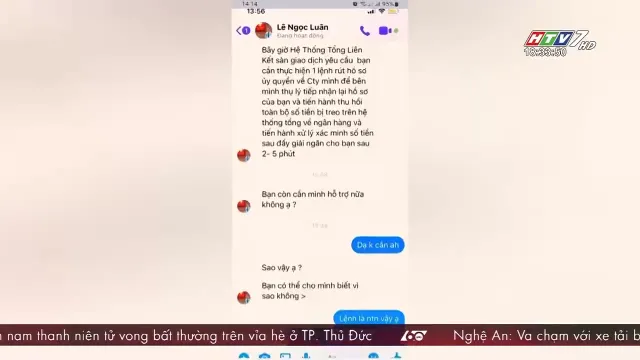 14:14
95%
13:56
1
Lê Ngọc Luân
Đang hoạt động
HTV7 HD
18:33:50
Bây giờ Hệ Thống Tổng Liên
Kết sàn giao dịch yêu cầu bạn
cần thực hiện 1 lệnh rút hồ sơ
ủy quyền về Cty mình để bên
mình thụ lý tiếp nhận lại hồ sơ
của bạn và tiến hành thu hồi
toàn bộ số tiền bị treo trên hệ
thống tổng về ngân hàng và
tiến hành xử lý xác minh số tiền
sau đấy giải ngân cho bạn sau
2- 5 phút
Bạn còn cần mình hỗ trợ nữa
không ạ ?
Dạ k cần ah
Sao vậy ạ ?
Bạn có thể cho mình biết vì
sao không >
Lệnh là ntn vậy ạ
nam thanh niên tử vong bất thường trên vỉa hè ở TP. Thủ Đức
60
Nghệ An: Va chạm với xe tải b
Aa